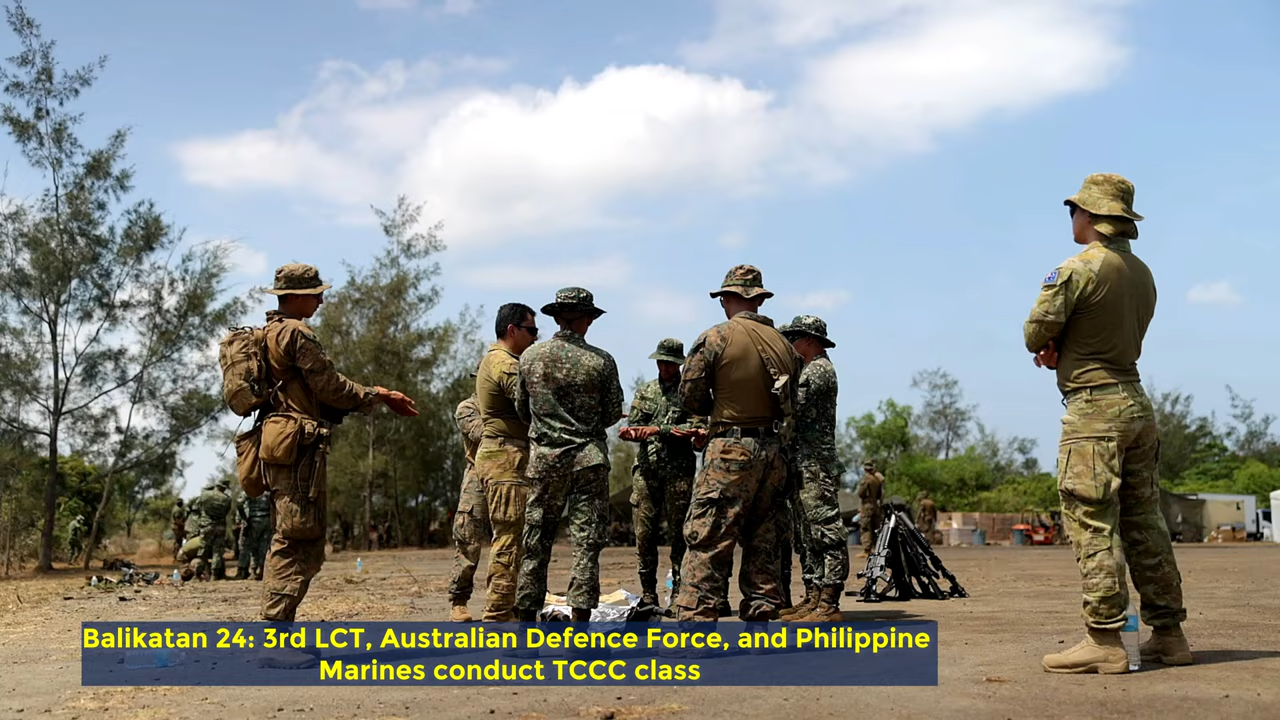 Balikatan 24: 3rd LCT, Australian Defence Force, and Philippine
Marines conduct TCCC class